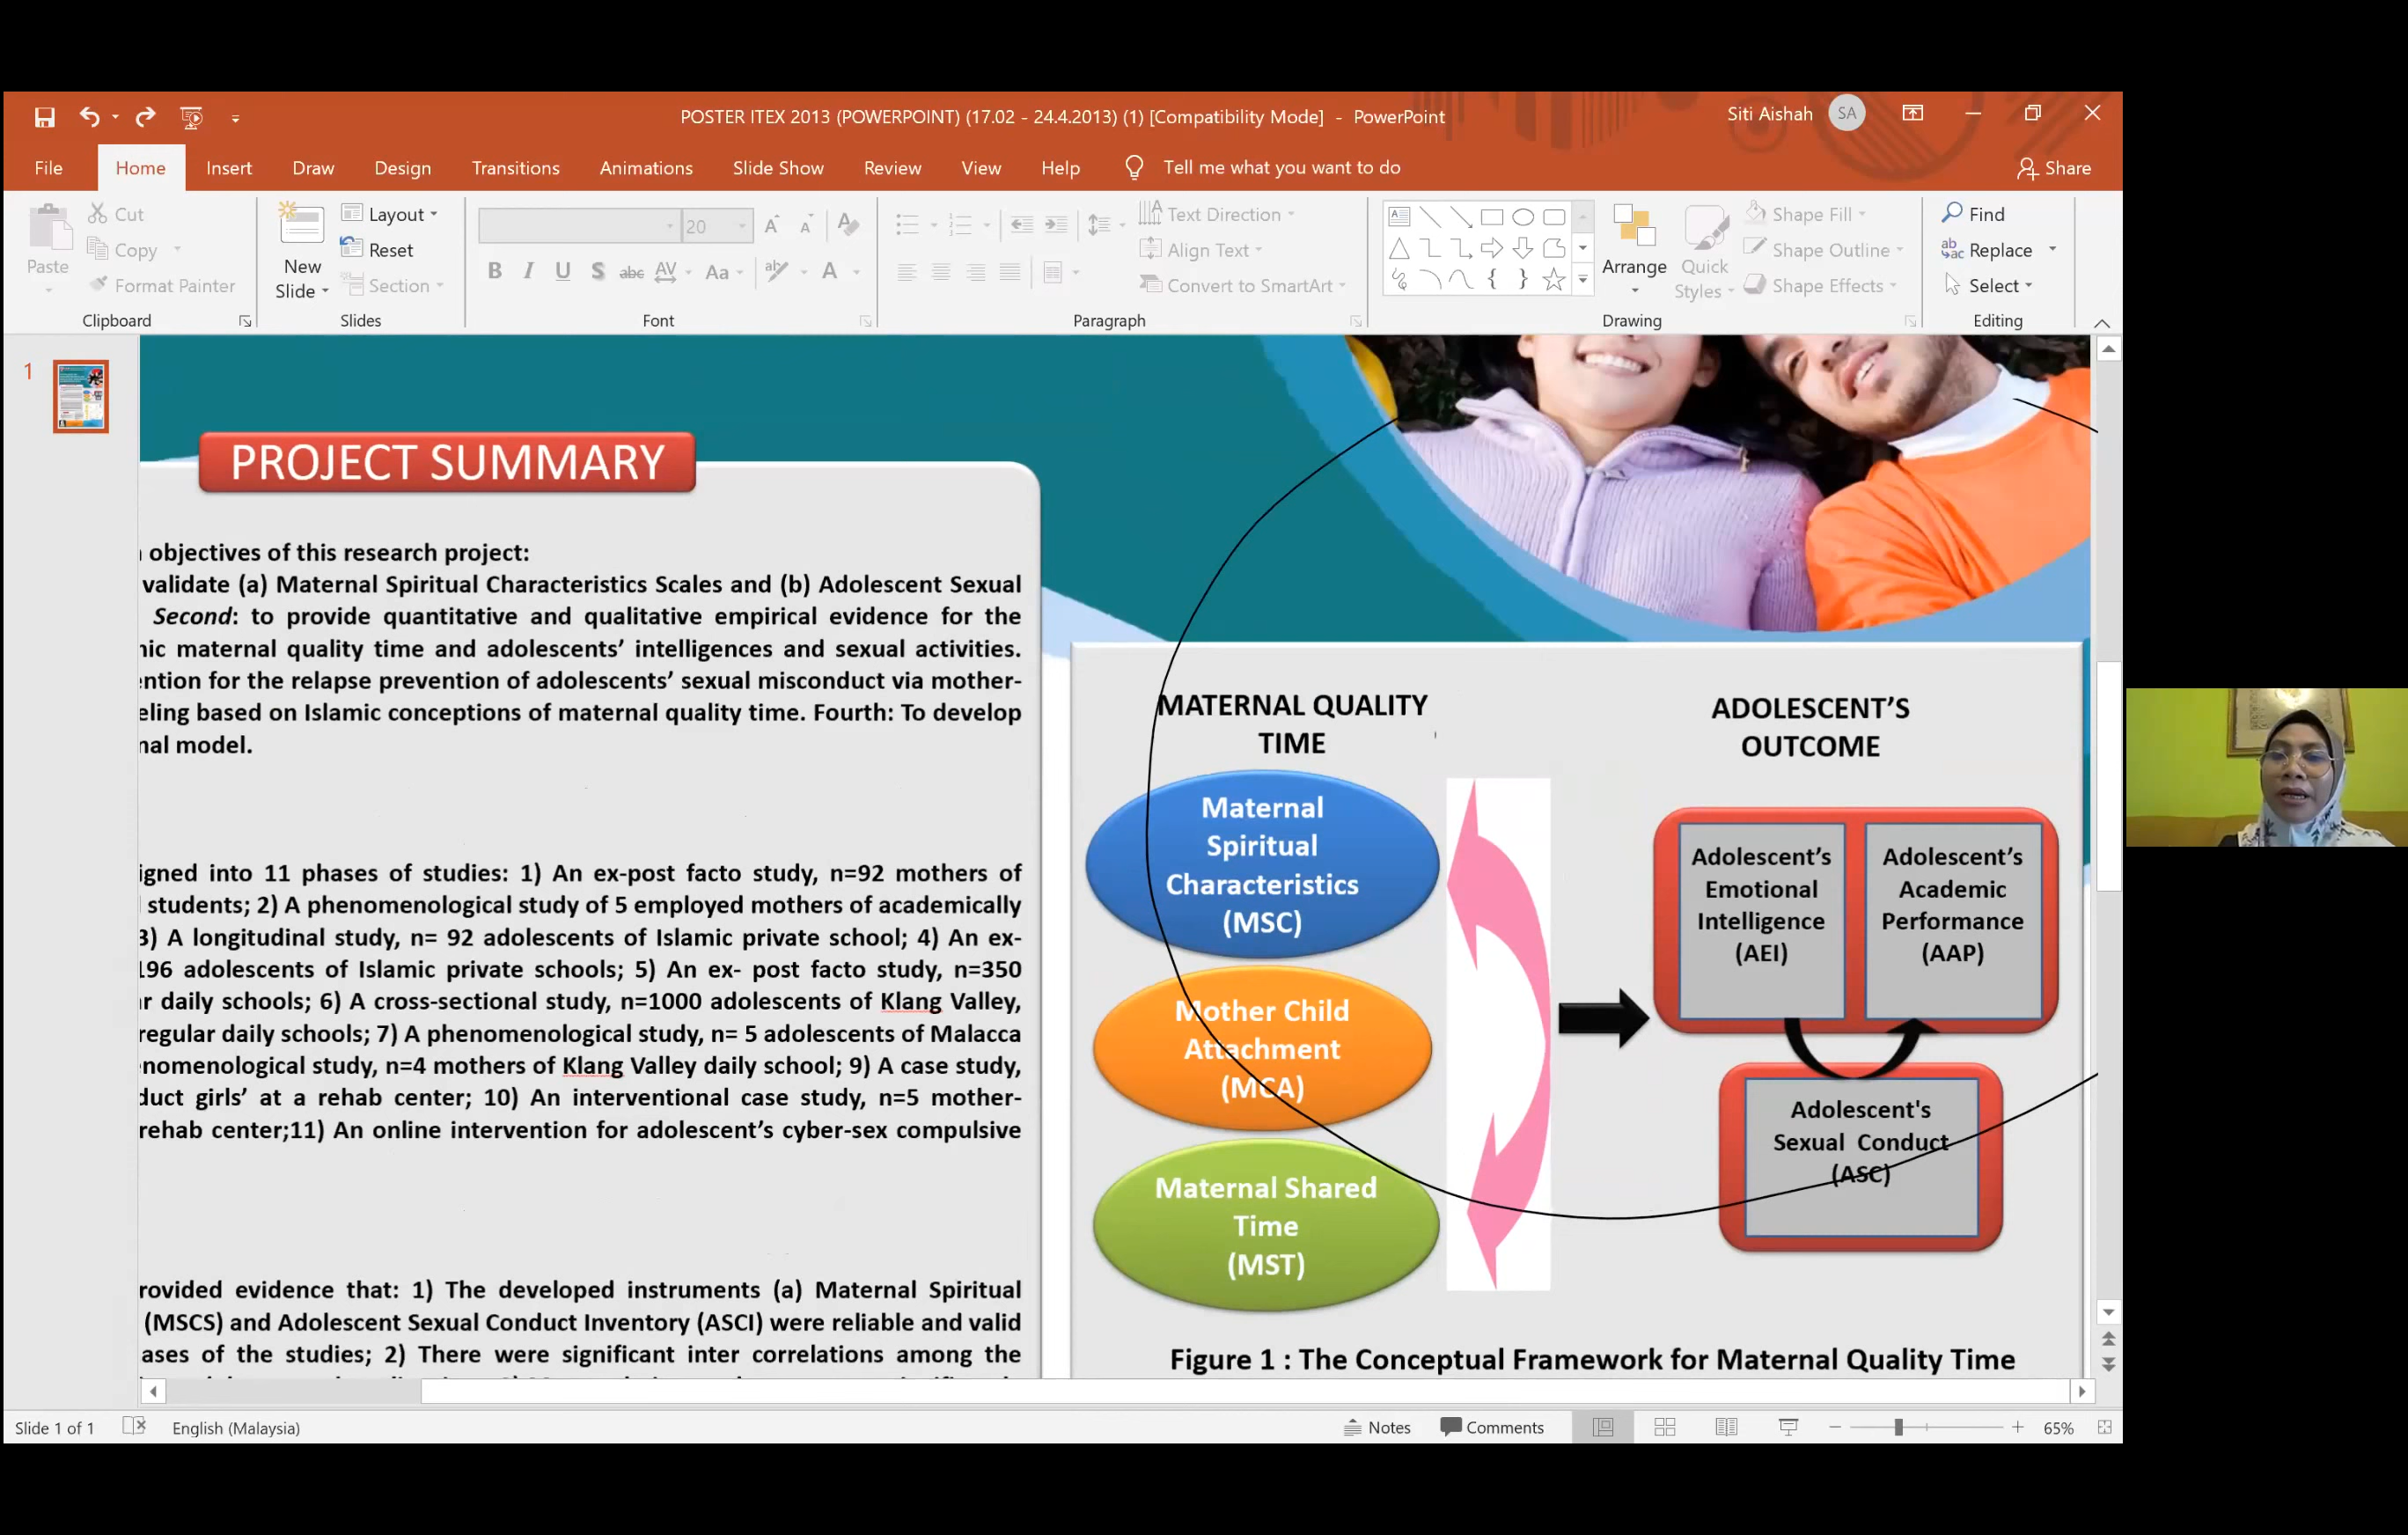 POSTER ITEX 2013 (POWERPOINT) (17.02 - 24.4.2013) (1) [Compatibility Mode] - PowerPoint
Siti Aishah
SA
File Home Insert Draw Design Transitions Animations Slide Show Review View Help Tell me what you want to do
Share
Paste
Cut
Copy
Format Painter
Clipboard
New
Slide
Layout
Reset
Section
Slides
20
B I U S abc AV Aa A
Font
Text Direction
Align Text
Convert to SmartArt
Paragraph
Arrange
Quick
Styles
Shape Fill
Shape Outline
Shape Effects
Drawing
Find
Replace
Select
Editing
1
PROJECT SUMMARY
objectives of this research project:
validate (a) Maternal Spiritual Characteristics Scales and (b) Adolescent Sexual
Second: to provide quantitative and qualitative empirical evidence for the
nic maternal quality time and adolescents’ intelligences and sexual activities.
ention for the relapse prevention of adolescents’ sexual misconduct via mother-
eling based on Islamic conceptions of maternal quality time. Fourth: To develop
nal model.
igned into 11 phases of studies: 1) An ex-post facto study, n=92 mothers of
students; 2) A phenomenological study of 5 employed mothers of academically
3) A longitudinal study, n= 92 adolescents of Islamic private school; 4) An ex-
196 adolescents of Islamic private schools; 5) An ex- post facto study, n=350
r daily schools; 6) A cross-sectional study, n=1000 adolescents of Klang Valley,
regular daily schools; 7) A phenomenological study, n= 5 adolescents of Malacca
nomenological study, n=4 mothers of Klang Valley daily school; 9) A case study,
duct girls’ at a rehab center; 10) An interventional case study, n=5 mother-
rehab center;11) An online intervention for adolescent’s cyber-sex compulsive
rovided evidence that: 1) The developed instruments (a) Maternal Spiritual
(MSCS) and Adolescent Sexual Conduct Inventory (ASCI) were reliable and valid
ases of the studies; 2) There were significant inter correlations among the
MATERNAL QUALITY
TIME
Maternal
Spiritual
Characteristics
(MSC)
Mother Child
Attachment
(MCA)
Maternal Shared
Time
(MST)
ADOLESCENT’S
OUTCOME
Adolescent’s
Emotional
Intelligence
(AEI)
Adolescent’s
Academic
Performance
(AAP)
Adolescent's
Sexual Conduct
(ASC)
Figure 1 : The Conceptual Framework for Maternal Quality Time
Slide 1 of 1
English (Malaysia)
Notes
Comments
65%